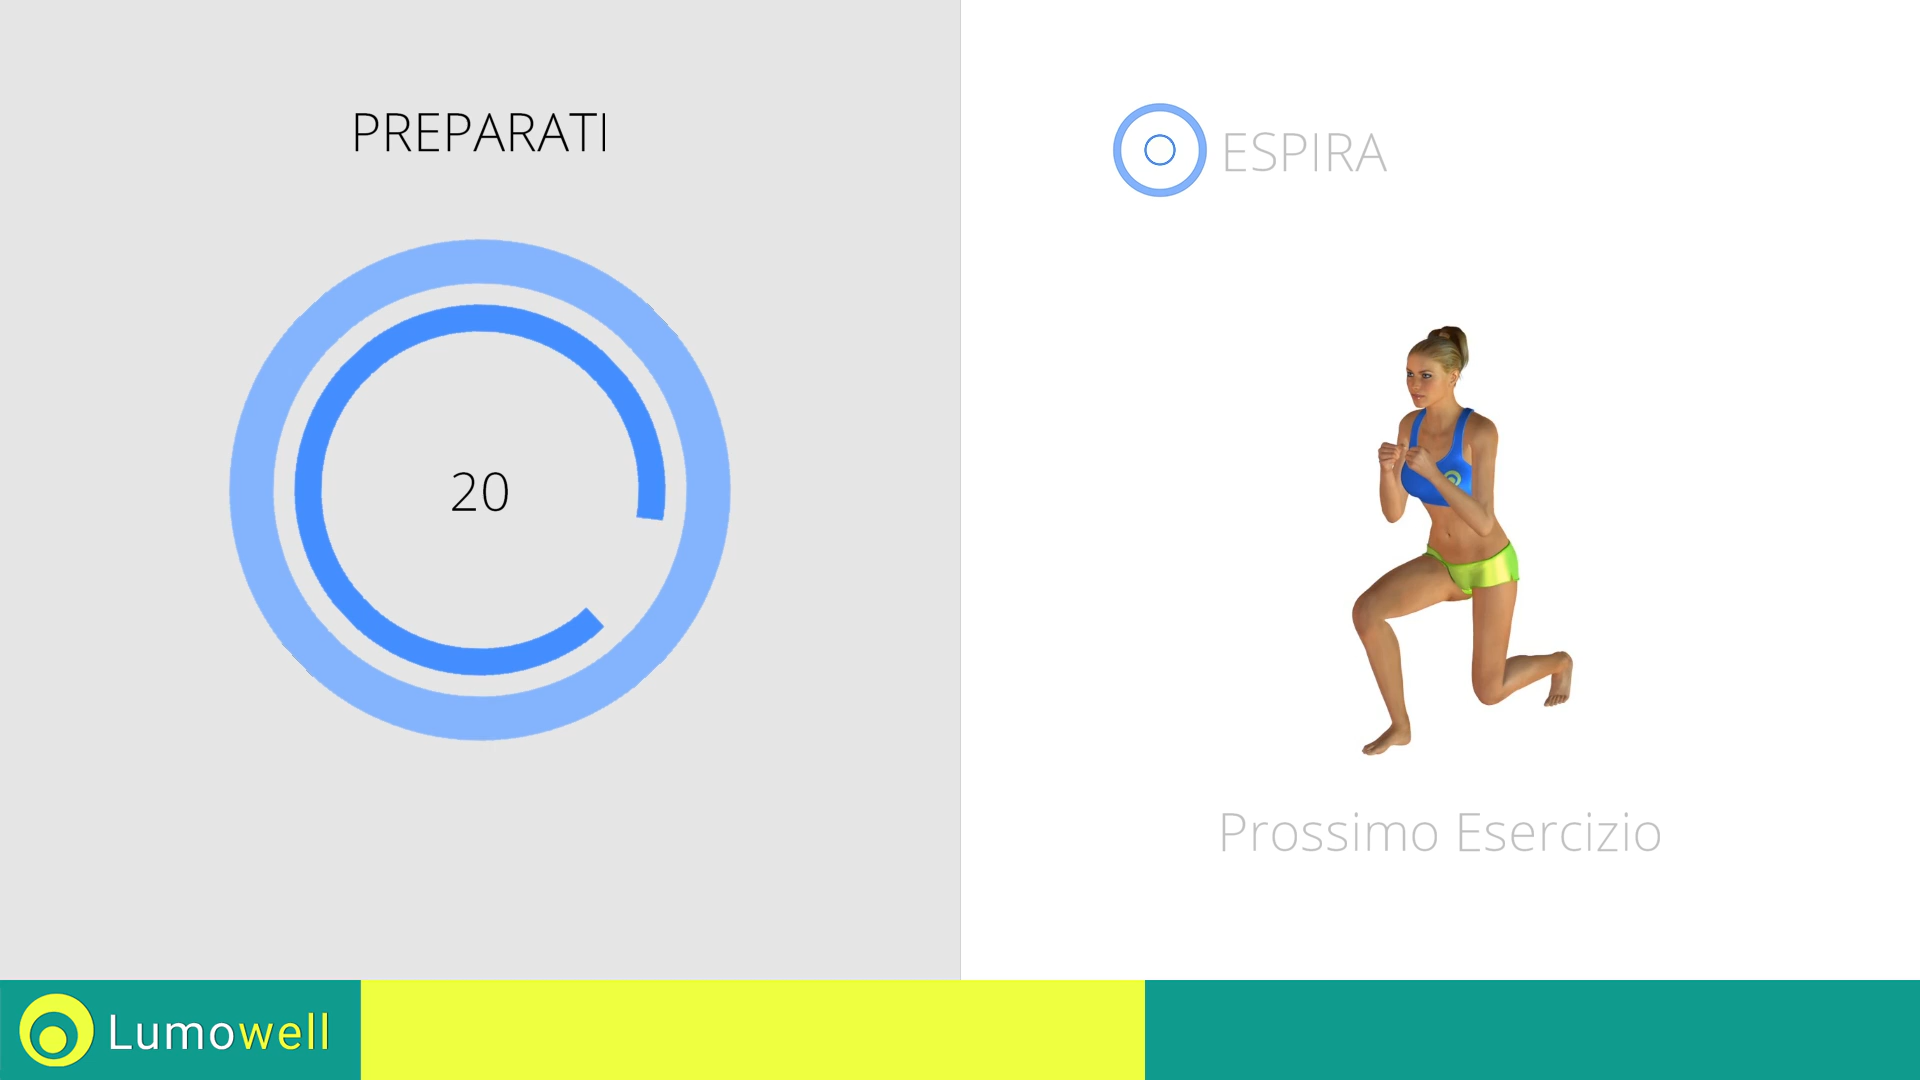 PREPARATI
20
ESPIRA
Prossimo Esercizio
Lumowell